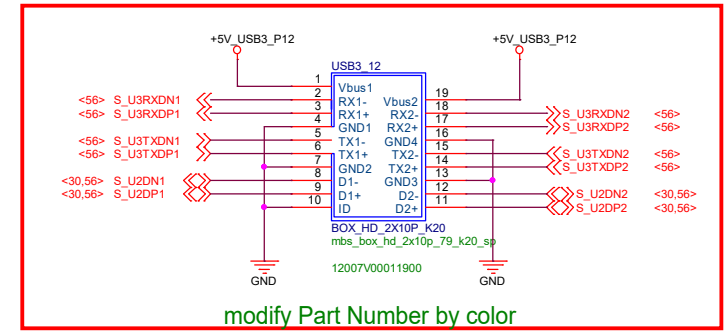 +5V_USB3_P12
+5V_USB3_P12
USB3_12
1 Vbus1
Vbus2 19
<56> S_U3RXDN1 2 RX1-
RX2- 18 S_U3RXDN2 <56>
<56> S_U3RXDP1 3 RX1+
RX2+ 17 S_U3RXDP2 <56>
4 GND1
GND4 16
<56> S_U3TXDN1 5 TX1-
TX2- 15 S_U3TXDN2 <56>
<56> S_U3TXDP1 6 TX1+
TX2+ 14 S_U3TXDP2 <56>
7 GND2
GND3 13
<30,56> S_U2DN1 8 D1-
D2- 12 S_U2DN2 <30,56>
<30,56> S_U2DP1 9 D1+
D2+ 11 S_U2DP2 <30,56>
10 ID
BOX_HD_2X10P_K20
mbs_box_hd_2x10p_79_k20_sp
12007V00011900
GND
GND
modify Part Number by color